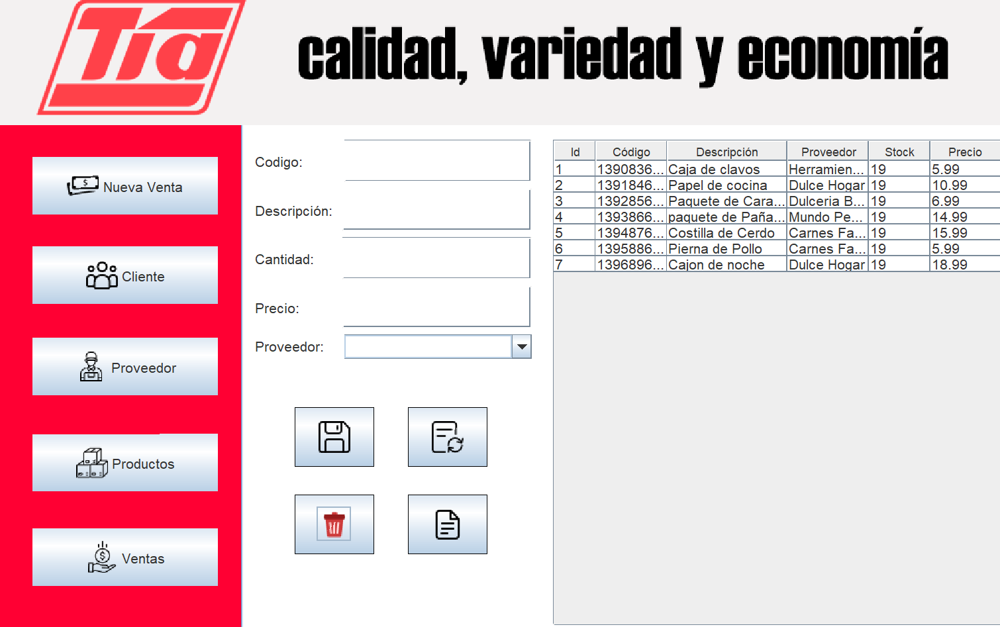 Tía
calidad, variedad y economía
Nueva Venta
Cliente
Proveedor
Productos
Ventas
Codigo:
Descripción:
Cantidad:
Precio:
Proveedor:
Id Código Descripción Proveedor Stock Precio
1 1390836... Caja de clavos Herramien... 19 5.99
2 1391846... Papel de cocina Dulce Hogar 19 10.99
3 1392856... Paquete de Cara... Dulceria B... 19 6.99
4 1393866... paquete de Paña... Mundo Pe... 19 14.99
5 1394876... Costilla de Cerdo Carnes Fa... 19 15.99
6 1395886... Pierna de Pollo Carnes Fa... 19 5.99
7 1396896... Cajon de noche Dulce Hogar 19 18.99